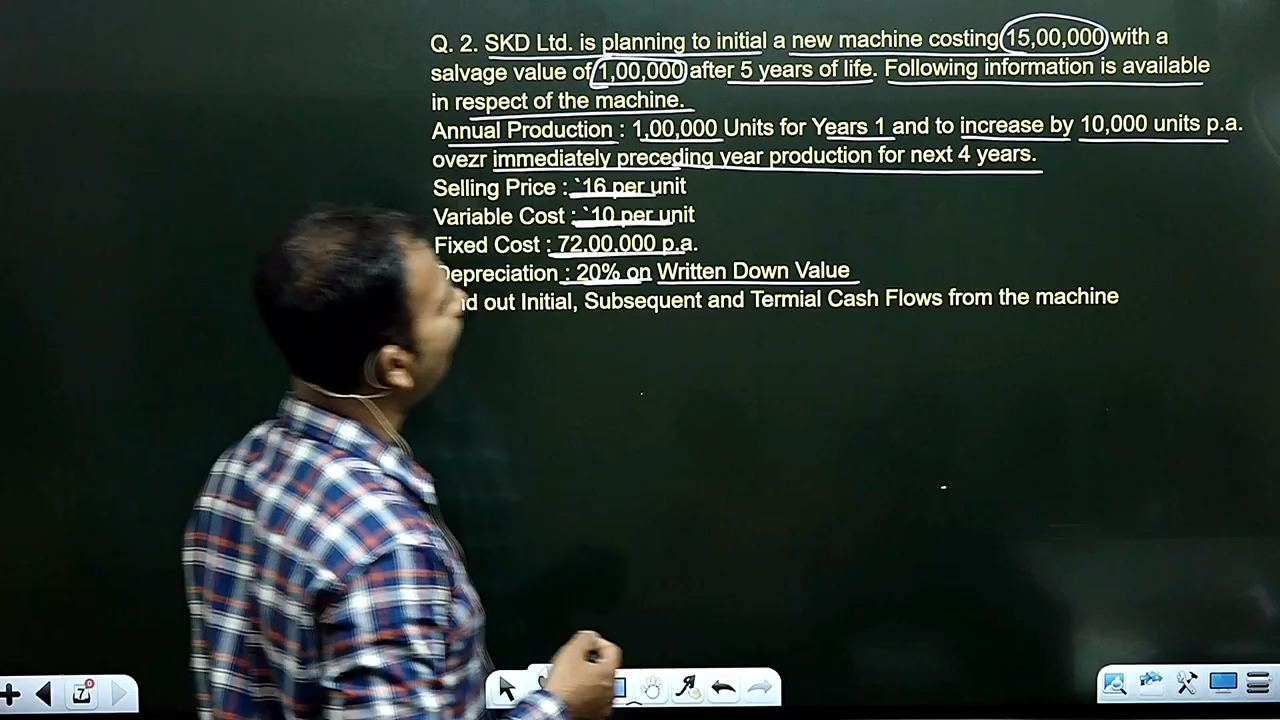 Q. 2. SKD Ltd. is planning to initial a new machine costing 15,00,000 with a
salvage value of 1,00,000 after 5 years of life. Following information is available
in respect of the machine.
Annual Production : 1,00,000 Units for Years 1 and to increase by 10,000 units p.a.
ovezr immediately preceding year production for next 4 years.
Selling Price : `16 per unit
Variable Cost : `10 per unit
Fixed Cost : 72,00,000 p.a.
Depreciation : 20% on Written Down Value
out Initial, Subsequent and Termial Cash Flows from the machine
7
0